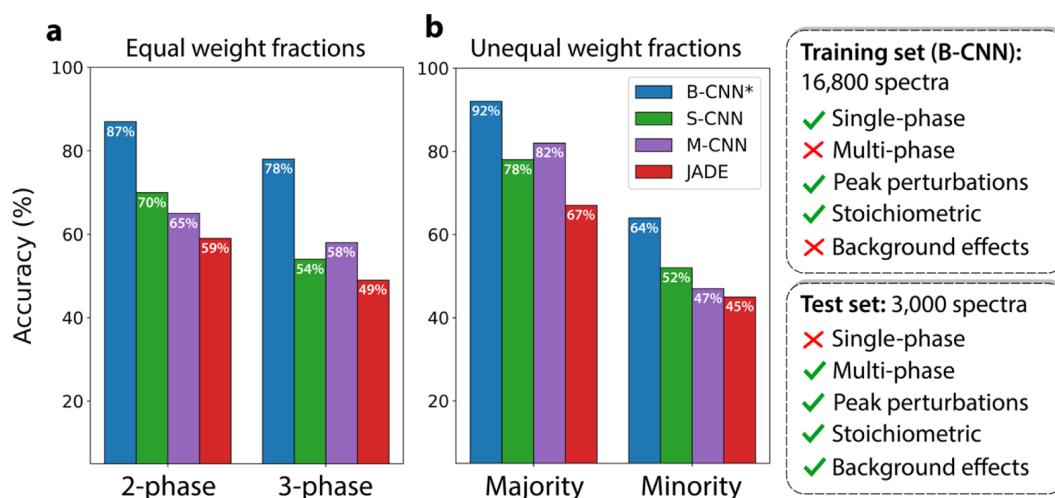 a
Equal weight fractions
Accuracy (%)
100
80
60
40
20
87%
70%
65%
59%
78%
54%
58%
49%
2-phase
3-phase
b
Unequal weight fractions
100
80
60
40
20
B-CNN*
S-CNN
M-CNN
JADE
92%
78%
82%
67%
64%
52%
47%
45%
Majority
Minority
Training set (B-CNN):
16,800 spectra
Single-phase
Multi-phase
Peak perturbations
Stoichiometric
Background effects
Test set: 3,000 spectra
Single-phase
Multi-phase
Peak perturbations
Stoichiometric
Background effects